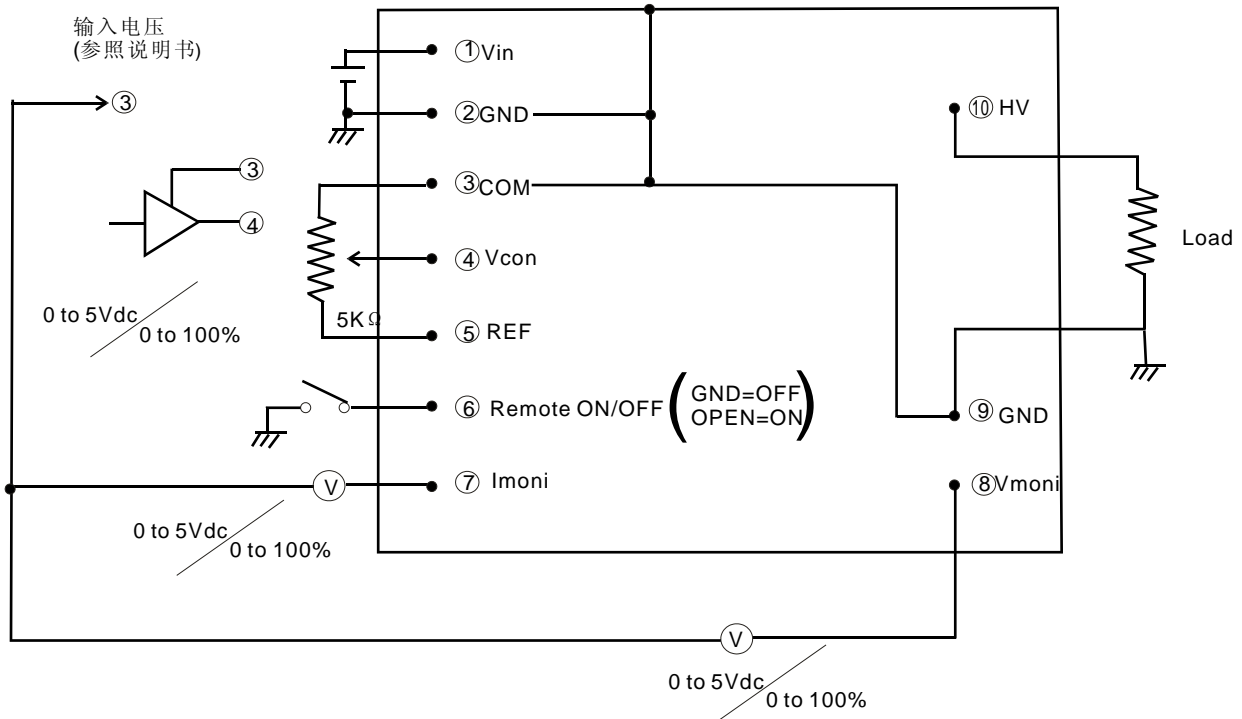 输入电压
(参照说明书)
①Vin
③
②GND
⑩ HV
③
③COM
④
④ Vcon
Load
0 to 5Vdc
0 to 100%
5KΩ
⑤ REF
⑥ Remote ON/OFF
GND=OFF
OPEN=ON
⑨ GND
V
⑦ Imoni
⑧Vmoni
0 to 5Vdc
0 to 100%
V
0 to 5Vdc
0 to 100%